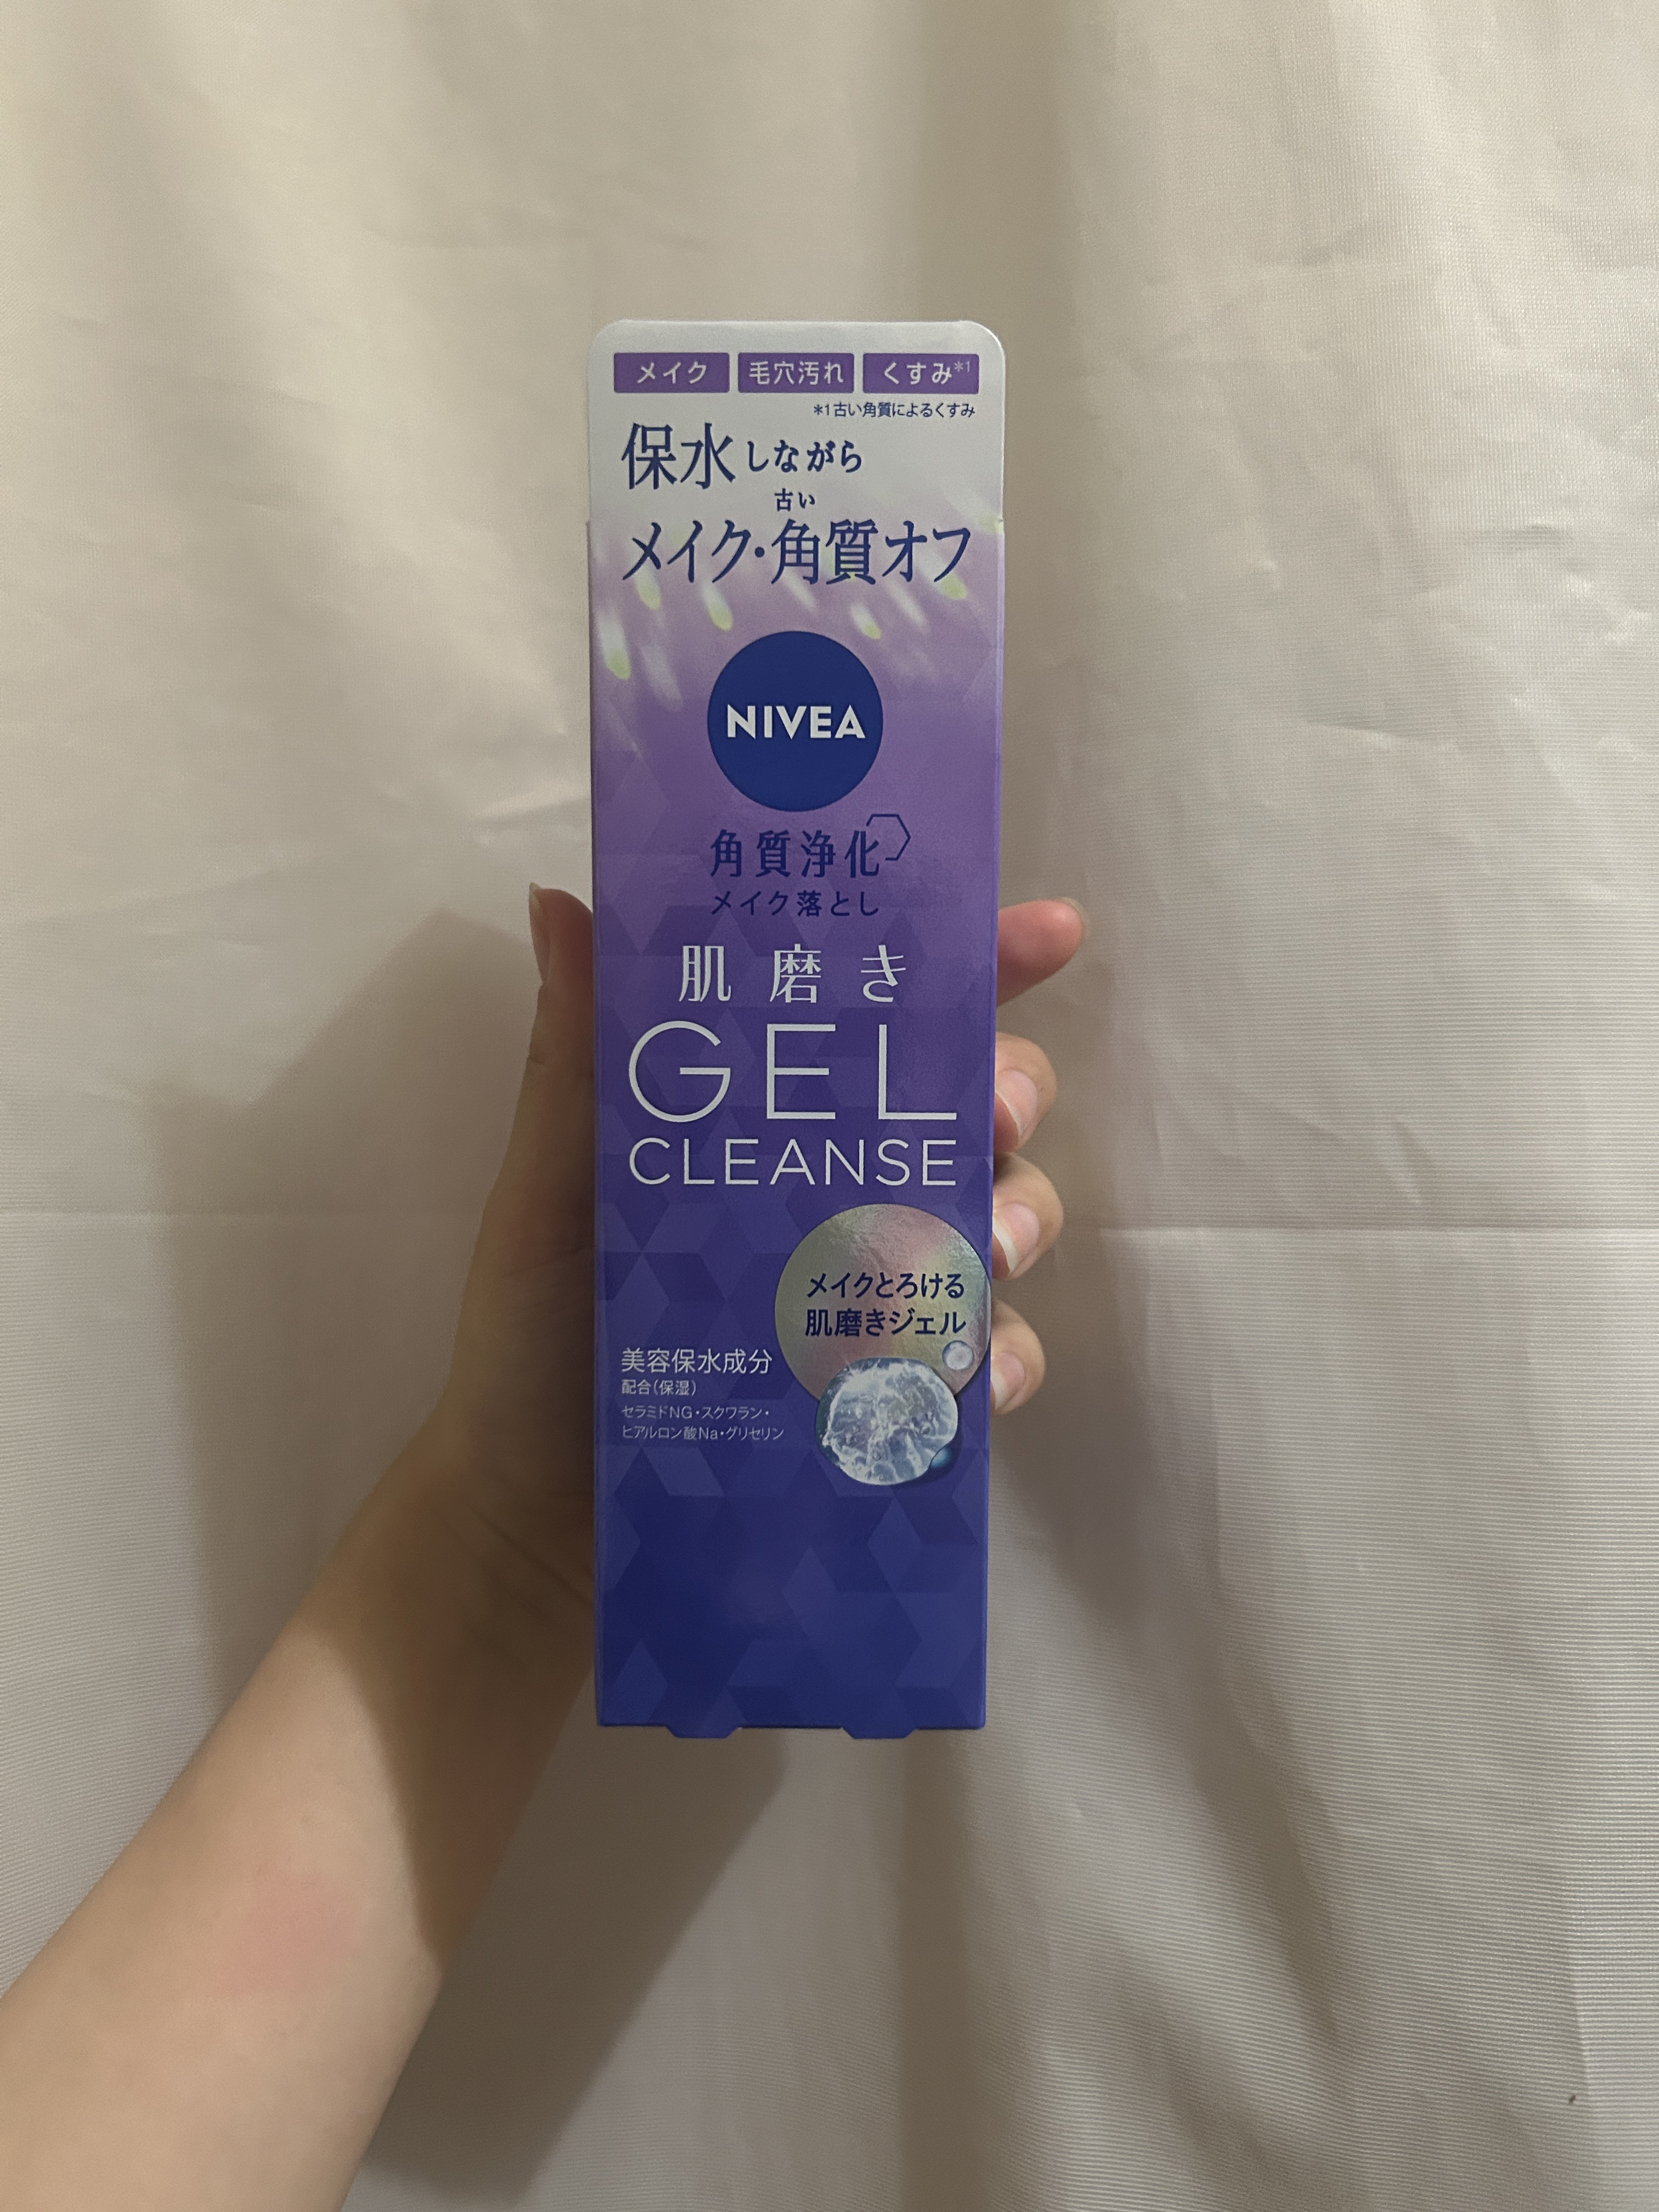 メイク 毛穴汚れ くすみ*1
*1古い角質によるくすみ
保水しながら
古い
メイク・角質オフ
NIVEA
角質浄化
メイク落とし
肌磨き
GEL
CLEANSE
メイクとろける
肌磨きジェル
美容保水成分
配合(保湿)
セラミドNG・スクワラン・
ヒアルロン酸Na・グリセリン